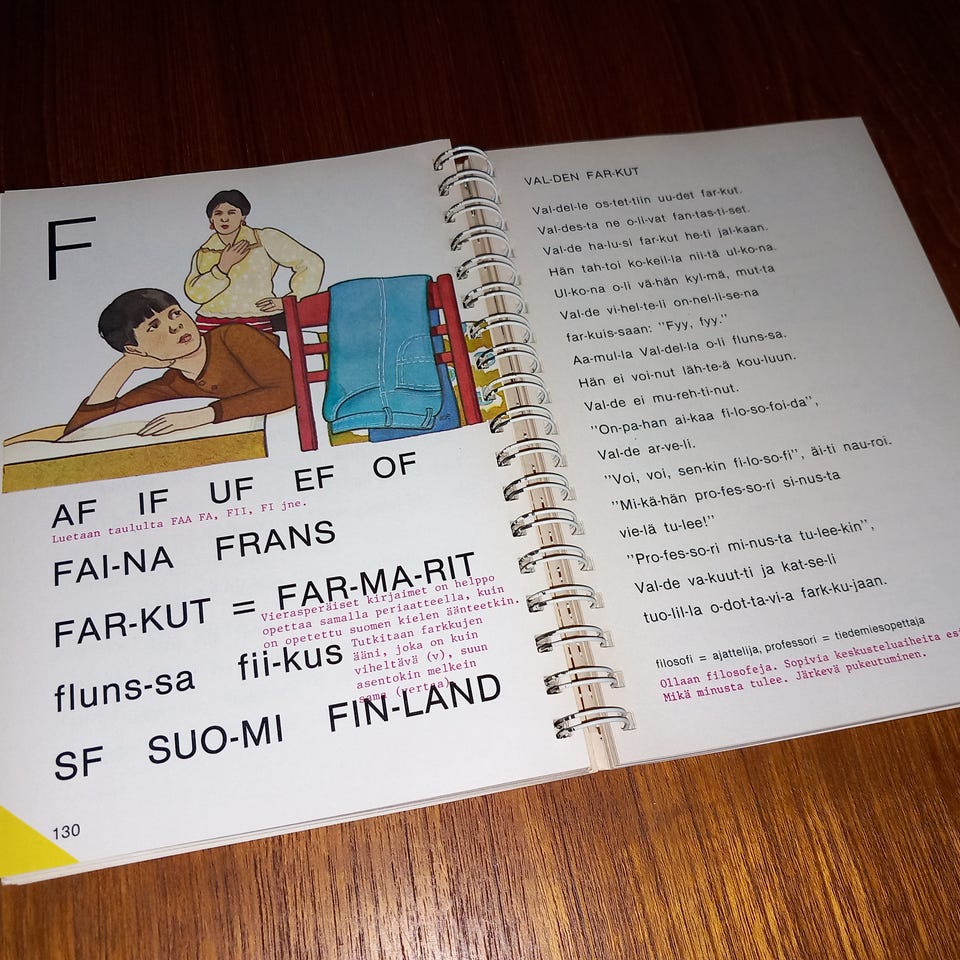 F
AF IF UF EF OF
Luetaan taululta FAA FA, FII, FI jne.
FAI-NA FRANS
FAR-KUT = FAR-MA-RIT
Vierasperäiset kirjaimet on helppo
opettaa samalla periaatteella, kuin
on opetettu suomen kielen äänteetkin.
fluns-sa fii-kus
Tutkitaan farkkujen
ääni, joka on kuin
viheltävä (v), suun
asentokin melkein
sama (vertaa).
SF SUO-MI FIN-LAND
130
VAL-DEN FAR-KUT
Val-del-le os-tet-tiin uu-det far-kut.
Val-des-ta ne o-li-vat fan-tas-ti-set.
Val-de ha-lu-si far-kut he-ti jal-kaan.
Hän tah-toi ko-keil-la nii-tä ul-ko-na.
Ul-ko-na o-li vä-hän kyl-mä, mut-ta
Val-de vi-hel-te-li on-nel-li-se-na
far-kuis-saan: "Fyy, fyy."
Aa-mul-la Val-del-la o-li fluns-sa.
Hän ei voi-nut läh-te-ä kou-luun.
Val-de ei mu-reh-ti-nut.
"On-pa-han ai-kaa fi-lo-so-foi-da",
Val-de ar-ve-li.
"Voi, voi, sen-kin fi-lo-so-fi", äi-ti nau-roi.
"Mi-kä-hän pro-fes-so-ri si-nus-ta
vie-lä tu-lee!"
"Pro-fes-so-ri mi-nus-ta tu-lee-kin",
Val-de va-kuut-ti ja kat-se-li
tuo-lil-la o-dot-ta-vi-a fark-ku-jaan.
filosofi = ajattelija, professori = tiedemiesopettaja
Ollaan filosofeja. Sopivia keskusteluaiheita
Mikä minusta tulee. Järkevä pukeutuminen.